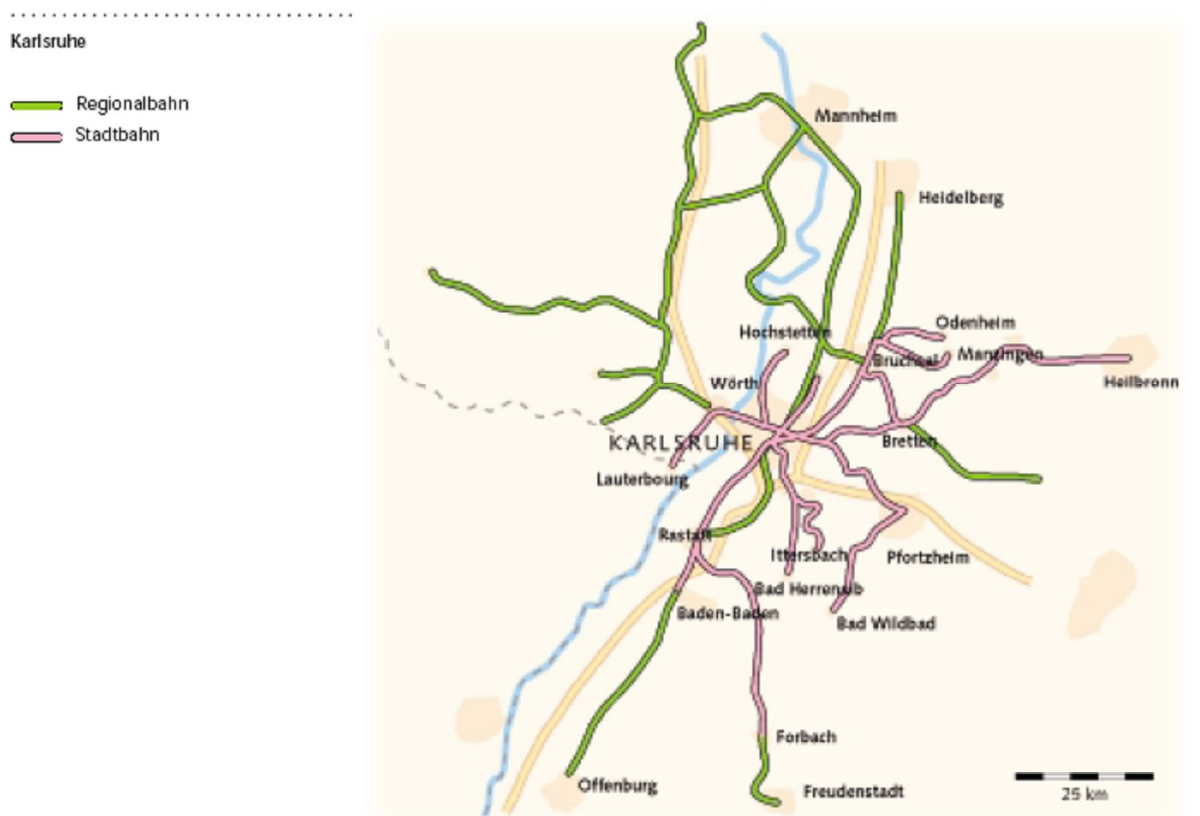 Karlsruhe
Regionalbahn
Stadtbahn
Mannheim
Heidelberg
Odenheim
Hochstetten
Bruchsal
Menzingen
Wörth
Heilbronn
KARLSRUHE
Bretten
Lauterbourg
Rastatt
Ittersbach
Pfortzheim
Bad Herrenalb
Baden-Baden
Bad Wildbad
Forbach
Offenburg
Freudenstadt
25 km